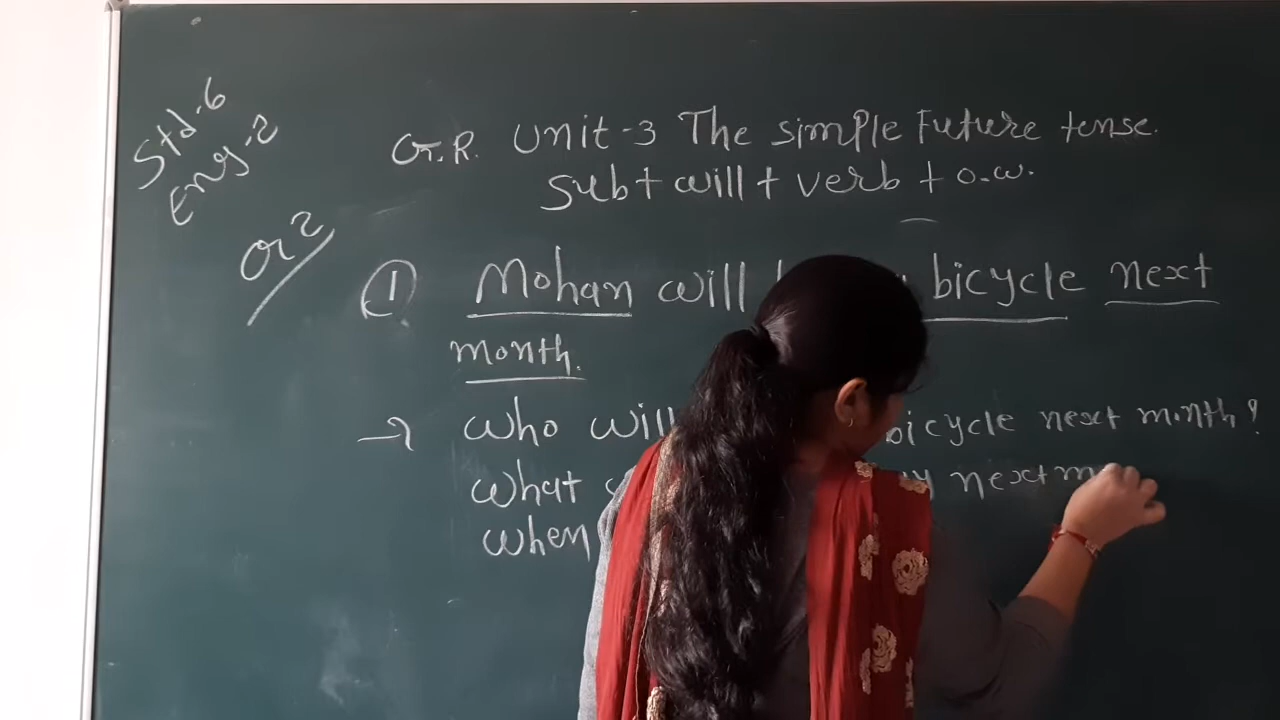 Std-6
Eng-2
Gr.R. Unit-3 The Simple Future tense.
Sub + will + verb + o.w.
① Mohan will bicycle next
month.
→ who will bicycle next month?
what next m
when